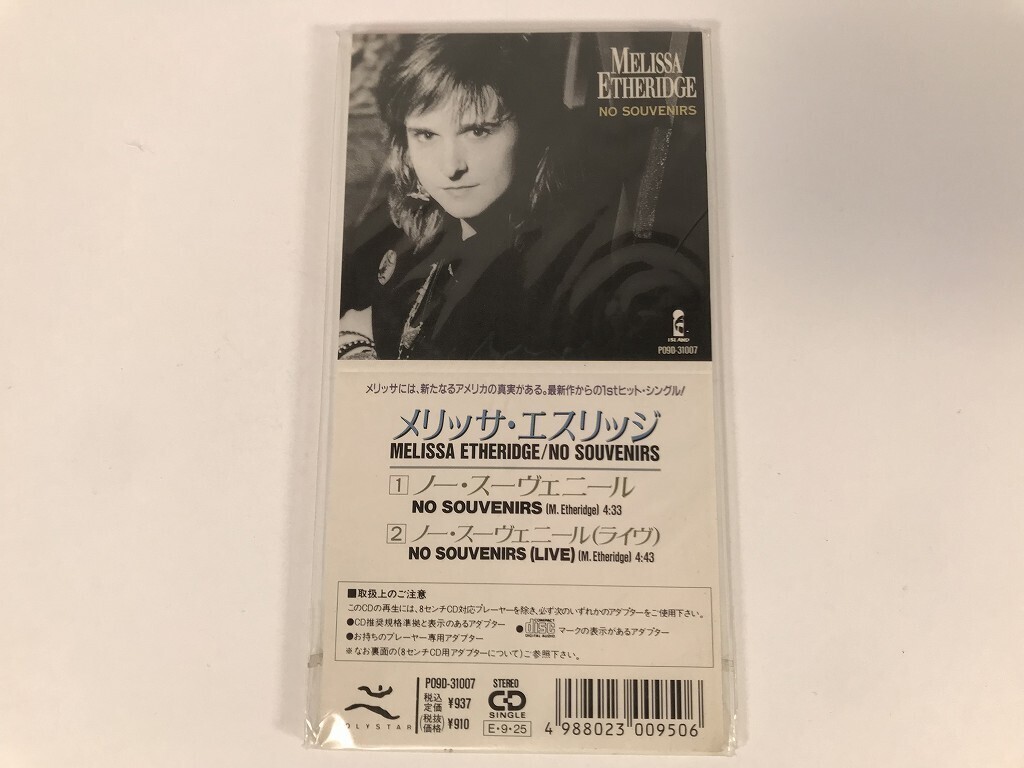 MELISSA
ETHERIDGE
NO SOUVENIRS
ISLAND
P09D-31007
メリッサには、新たなるアメリカの真実がある。最新作からの1stヒット・シングル!
メリッサ・エスリッジ
MELISSA ETHERIDGE/NO SOUVENIRS
1 ノー・スーヴェニール
NO SOUVENIRS (M. Etheridge) 4:33
2 ノー・スーヴェニール(ライヴ)
NO SOUVENIRS (LIVE) (M. Etheridge) 4:43
■取扱上のご注意
このCDの再生には、8センチCD対応プレーヤーを除き、必ず次のいずれかのアダプターをご使用下さい。
●CD推奨規格準拠と表示のあるアダプター ●COMPACT disc DIGITAL AUDIO マークの表示があるアダプター
●お持ちのプレーヤー専用アダプター
※なお裏面の〈8センチCD用アダプターについて〉ご参照下さい。
POLYSTAR
P09D-31007
税込定価 ¥937
(税抜価格) ¥910
STEREO
CD
SINGLE
E・9・25
4 988023 009506